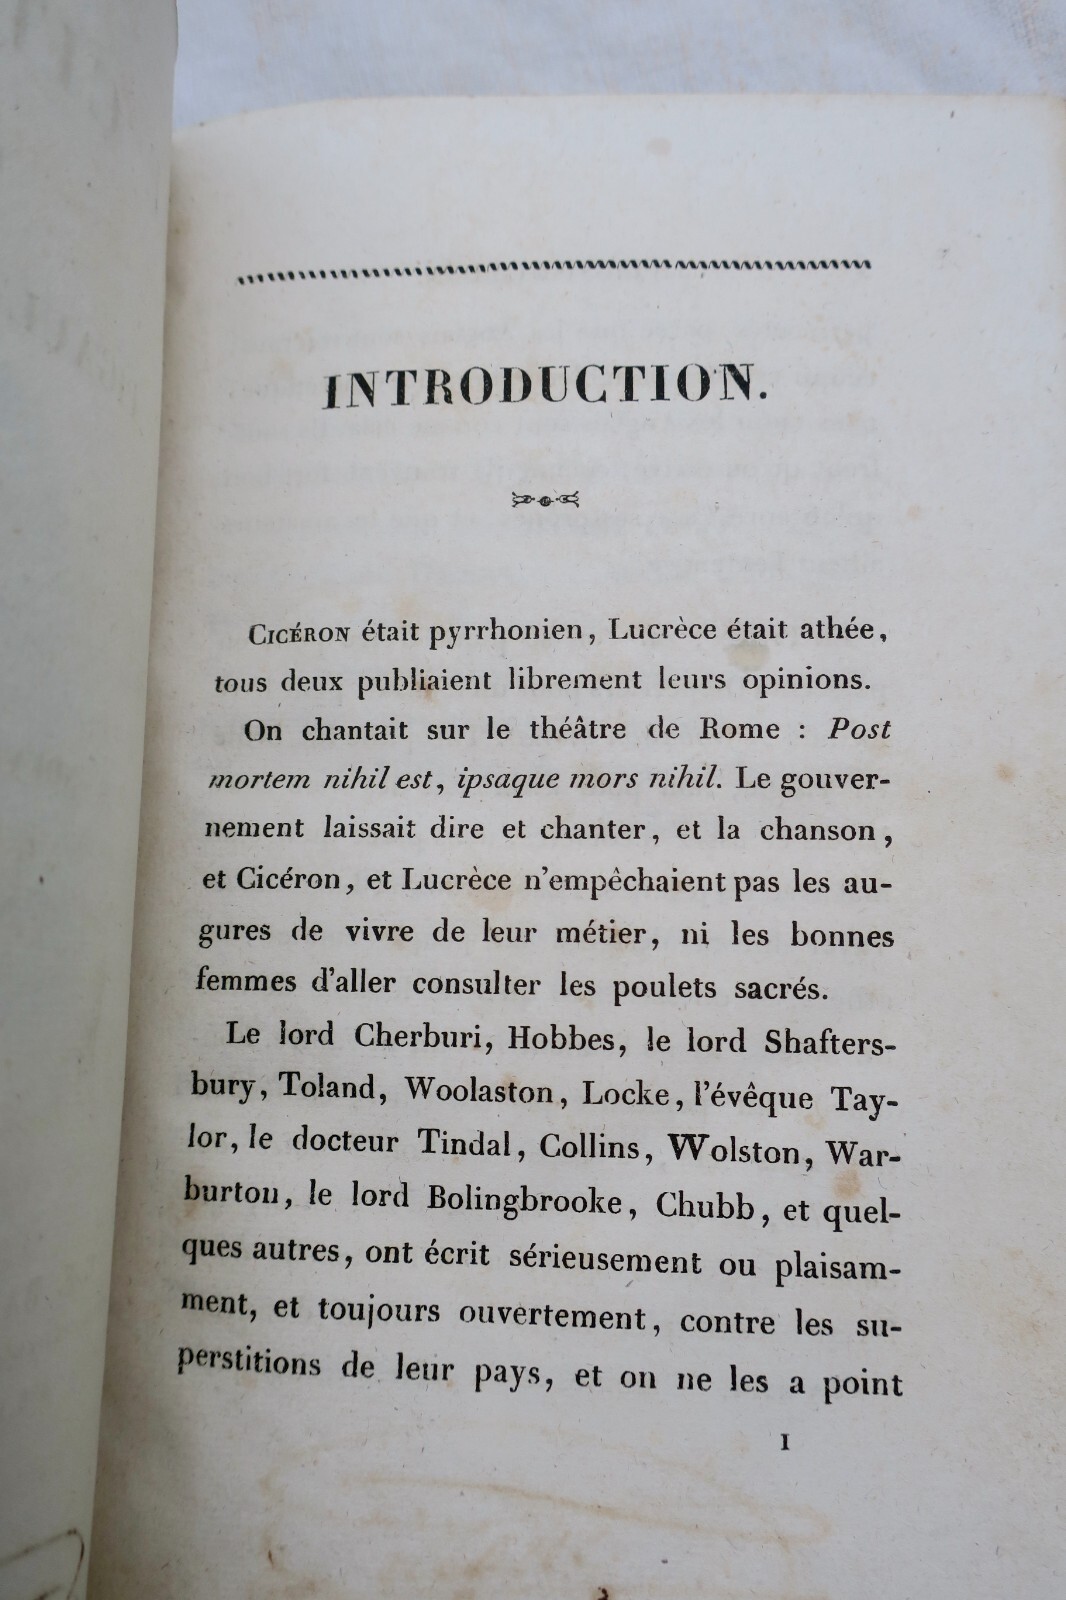 INTRODUCTION.
CICÉRON était pyrrhonien, Lucrèce était athée,
tous deux publiaient librement leurs opinions.
On chantait sur le théâtre de Rome : Post
mortem nihil est, ipsaque mors nihil. Le gouver-
nement laissait dire et chanter, et la chanson,
et Cicéron, et Lucrèce n'empêchaient pas les au-
gures de vivre de leur métier, ni les bonnes
femmes d'aller consulter les poulets sacrés.
Le lord Cherburi, Hobbes, le lord Shafters-
bury, Toland, Woolaston, Locke, l'évêque Tay-
lor, le docteur Tindal, Collins, Wolston, War-
burton, le lord Bolingbrooke, Chubb, et quel-
ques autres, ont écrit sérieusement ou plaisam-
ment, et toujours ouvertement, contre les su-
perstitions de leur pays, et on ne les a point
1